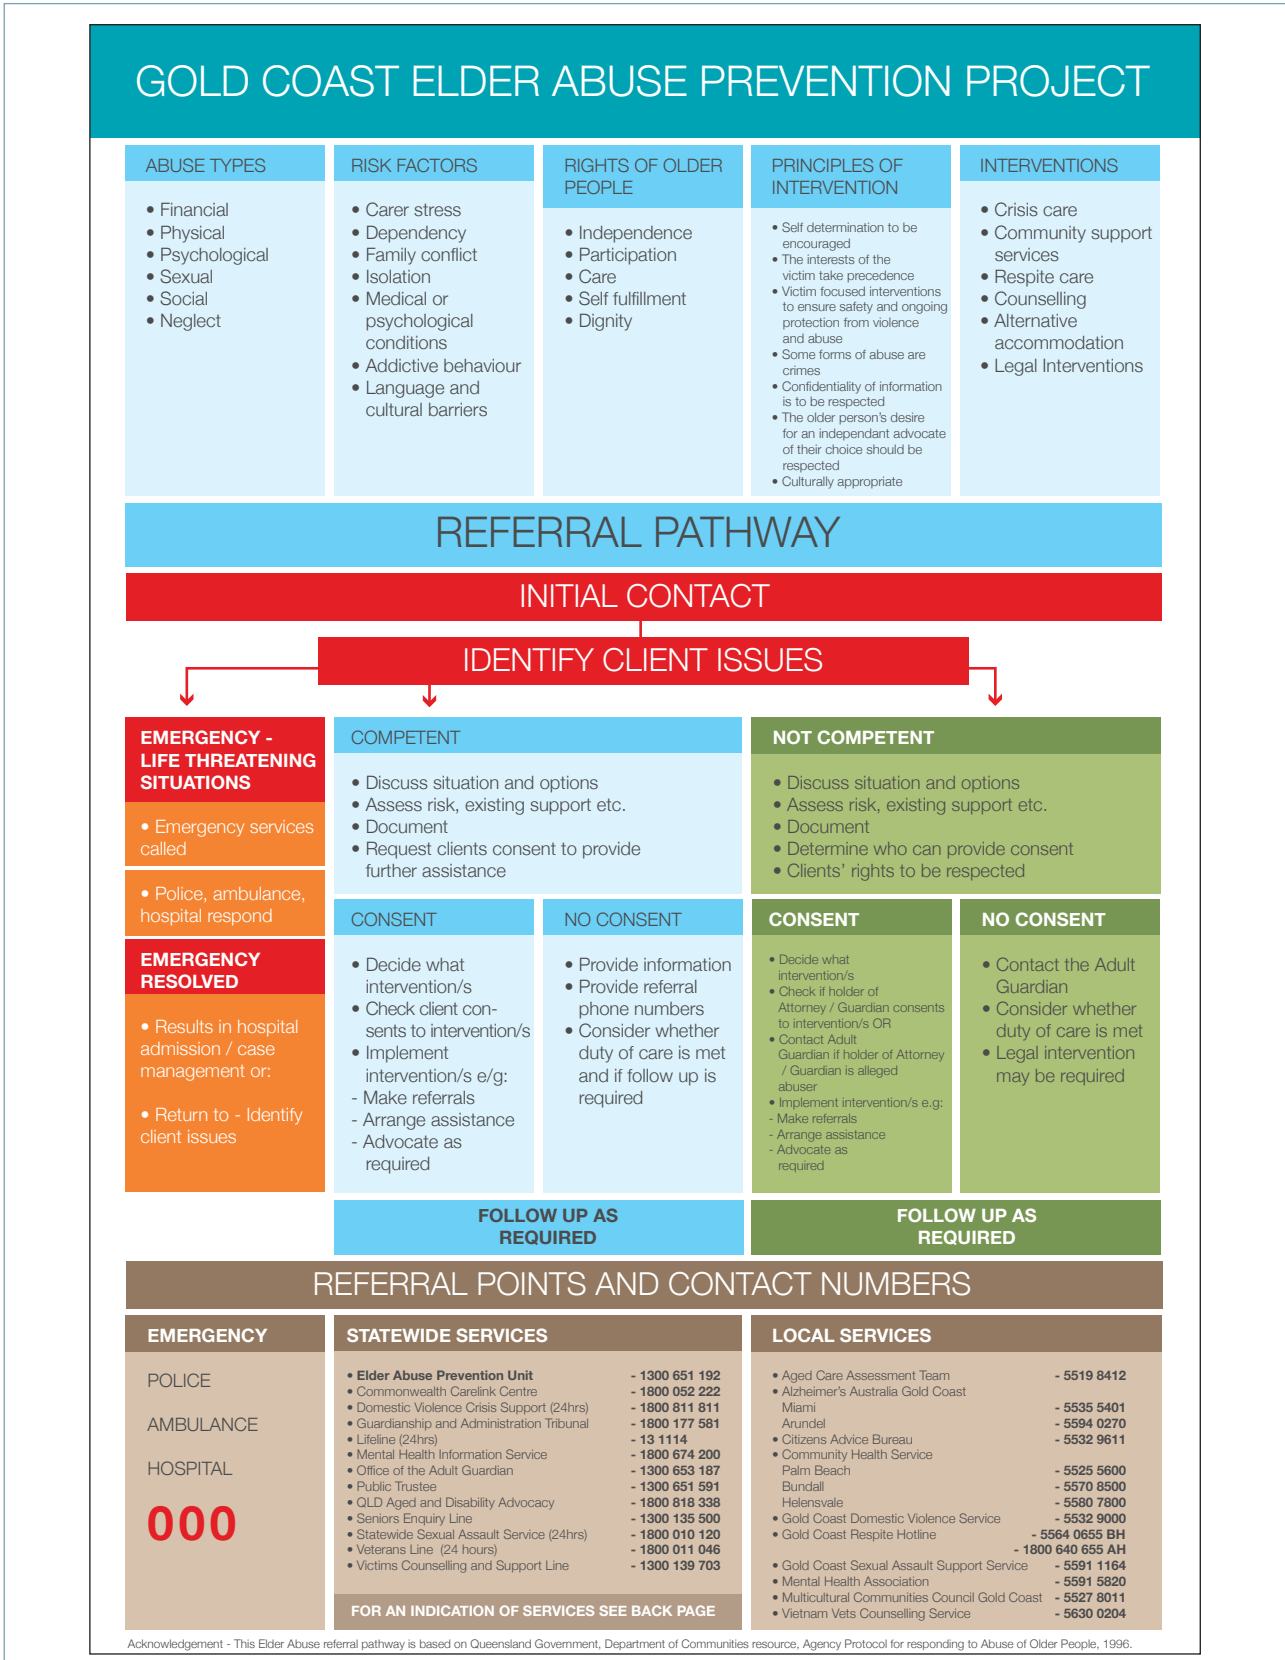 GOLD COAST ELDER ABUSE PREVENTION PROJECT
ABUSE TYPES
• Financial
• Physical
• Psychological
• Sexual
• Social
• Neglect
RISK FACTORS
• Carer stress
• Dependency
• Family conflict
• Isolation
• Medical or
psychological
conditions
• Addictive behaviour
• Language and
cultural barriers
RIGHTS OF OLDER
PEOPLE
• Independence
• Participation
• Care
• Self fulfillment
• Dignity
PRINCIPLES OF
INTERVENTION
• Self determination to be
encouraged
• The interests of the
victim take precedence
• Victim focused interventions
to ensure safety and ongoing
protection from violence
and abuse
• Some forms of abuse are
crimes
• Confidentiality of information
is to be respected
• The older person's desire
for an independant advocate
of their choice should be
respected
• Culturally appropriate
INTERVENTIONS
• Crisis care
• Community support
services
• Respite care
• Counselling
• Alternative
accommodation
• Legal Interventions
REFERRAL PATHWAY
INITIAL CONTACT
IDENTIFY CLIENT ISSUES
EMERGENCY -
LIFE THREATENING
SITUATIONS
• Emergency services
called
• Police, ambulance,
hospital respond
EMERGENCY
RESOLVED
• Results in hospital
admission / case
management or:
• Return to - Identify
client issues
COMPETENT
• Discuss situation and options
• Assess risk, existing support etc.
• Document
• Request clients consent to provide
further assistance
CONSENT
• Decide what
intervention/s
• Check client con-
sents to intervention/s
• Implement
intervention/s e/g:
- Make referrals
- Arrange assistance
- Advocate as
required
NO CONSENT
• Provide information
• Provide referral
phone numbers
• Consider whether
duty of care is met
and if follow up is
required
FOLLOW UP AS
REQUIRED
NOT COMPETENT
• Discuss situation and options
• Assess risk, existing support etc.
• Document
• Determine who can provide consent
• Clients' rights to be respected
CONSENT
• Decide what
intervention/s
• Check if holder of
Attorney / Guardian consents
to intervention/s OR
• Contact Adult
Guardian if holder of Attorney
/ Guardian is alleged
abuser
• Implement intervention/s e.g:
- Make referrals
- Arrange assistance
- Advocate as
required
NO CONSENT
• Contact the Adult
Guardian
• Consider whether
duty of care is met
• Legal intervention
may be required
FOLLOW UP AS
REQUIRED
REFERRAL POINTS AND CONTACT NUMBERS
EMERGENCY
POLICE
AMBULANCE
HOSPITAL
000
STATEWIDE SERVICES
• Elder Abuse Prevention Unit - 1300 651 192
• Commonwealth Carelink Centre - 1800 052 222
• Domestic Violence Crisis Support (24hrs) - 1800 811 811
• Guardianship and Administration Tribunal - 1800 177 581
• Lifeline (24hrs) - 13 1114
• Mental Health Information Service - 1800 674 200
• Office of the Adult Guardian - 1300 653 187
• Public Trustee - 1300 651 591
• QLD Aged and Disability Advocacy - 1800 818 338
• Seniors Enquiry Line - 1300 135 500
• Statewide Sexual Assault Service (24hrs) - 1800 010 120
• Veterans Line (24 hours) - 1800 011 046
• Victims Counselling and Support Line - 1300 139 703
FOR AN INDICATION OF SERVICES SEE BACK PAGE
LOCAL SERVICES
• Aged Care Assessment Team - 5519 8412
• Alzheimer's Australia Gold Coast
Miami - 5535 5401
Arundel - 5594 0270
• Citizens Advice Bureau - 5532 9611
• Community Health Service
Palm Beach - 5525 5600
Bundall - 5570 8500
Helensvale - 5580 7800
• Gold Coast Domestic Violence Service - 5532 9000
• Gold Coast Respite Hotline - 5564 0655 BH
- 1800 640 655 AH
• Gold Coast Sexual Assault Support Service - 5591 1164
• Mental Health Association - 5591 5820
• Multicultural Communities Council Gold Coast - 5527 8011
• Vietnam Vets Counselling Service - 5630 0204
Acknowledgement - This Elder Abuse referral pathway is based on Queensland Government, Department of Communities resource, Agency Protocol for responding to Abuse of Older People, 1996.